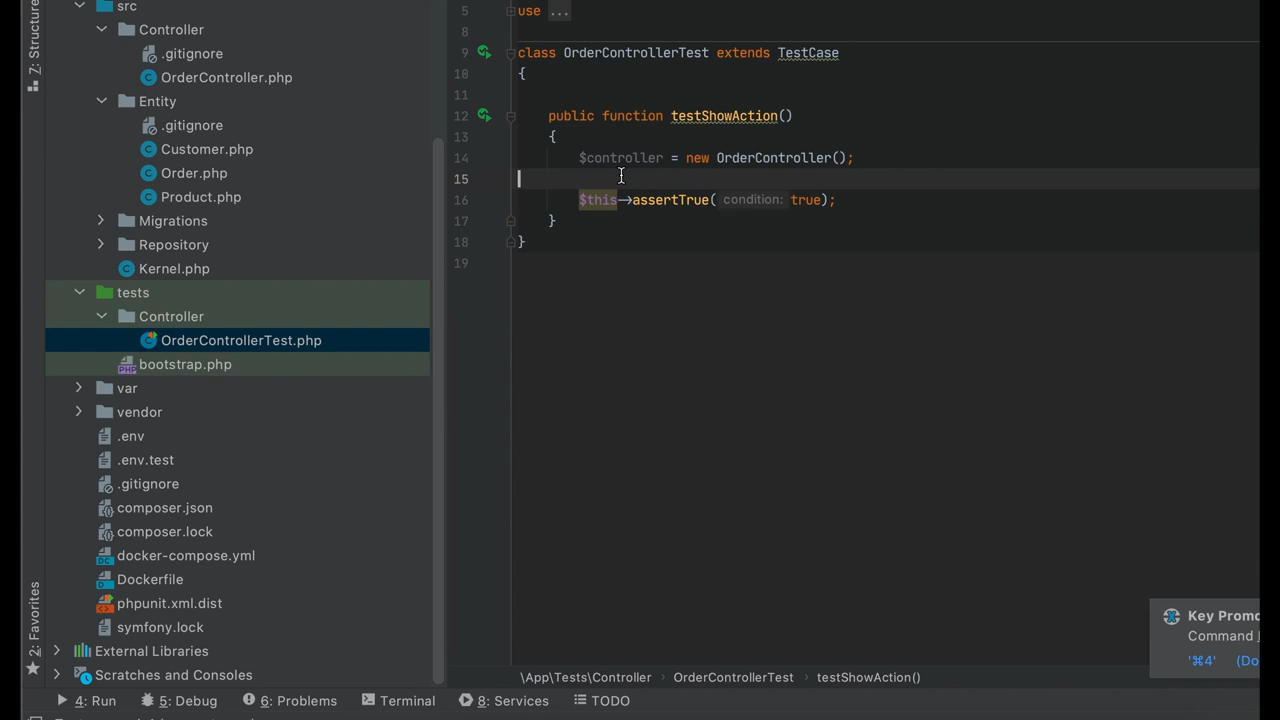 Z: Structure
2: Favorites
src
Controller
.gitignore
OrderController.php
Entity
.gitignore
Customer.php
Order.php
Product.php
Migrations
Repository
Kernel.php
tests
Controller
OrderControllerTest.php
bootstrap.php
var
vendor
.env
.env.test
.gitignore
composer.json
composer.lock
docker-compose.yml
Dockerfile
phpunit.xml.dist
symfony.lock
External Libraries
Scratches and Consoles
5 use ...
8
9 class OrderControllerTest extends TestCase
10 {
11
12 public function testShowAction()
13 {
14 $controller = new OrderController();
15
16 $this->assertTrue( condition: true);
17 }
18 }
19
Key Promo
Command
'⌘4' (Do
\App\Tests\Controller › OrderControllerTest › testShowAction()
4: Run 5: Debug 6: Problems Terminal 8: Services TODO